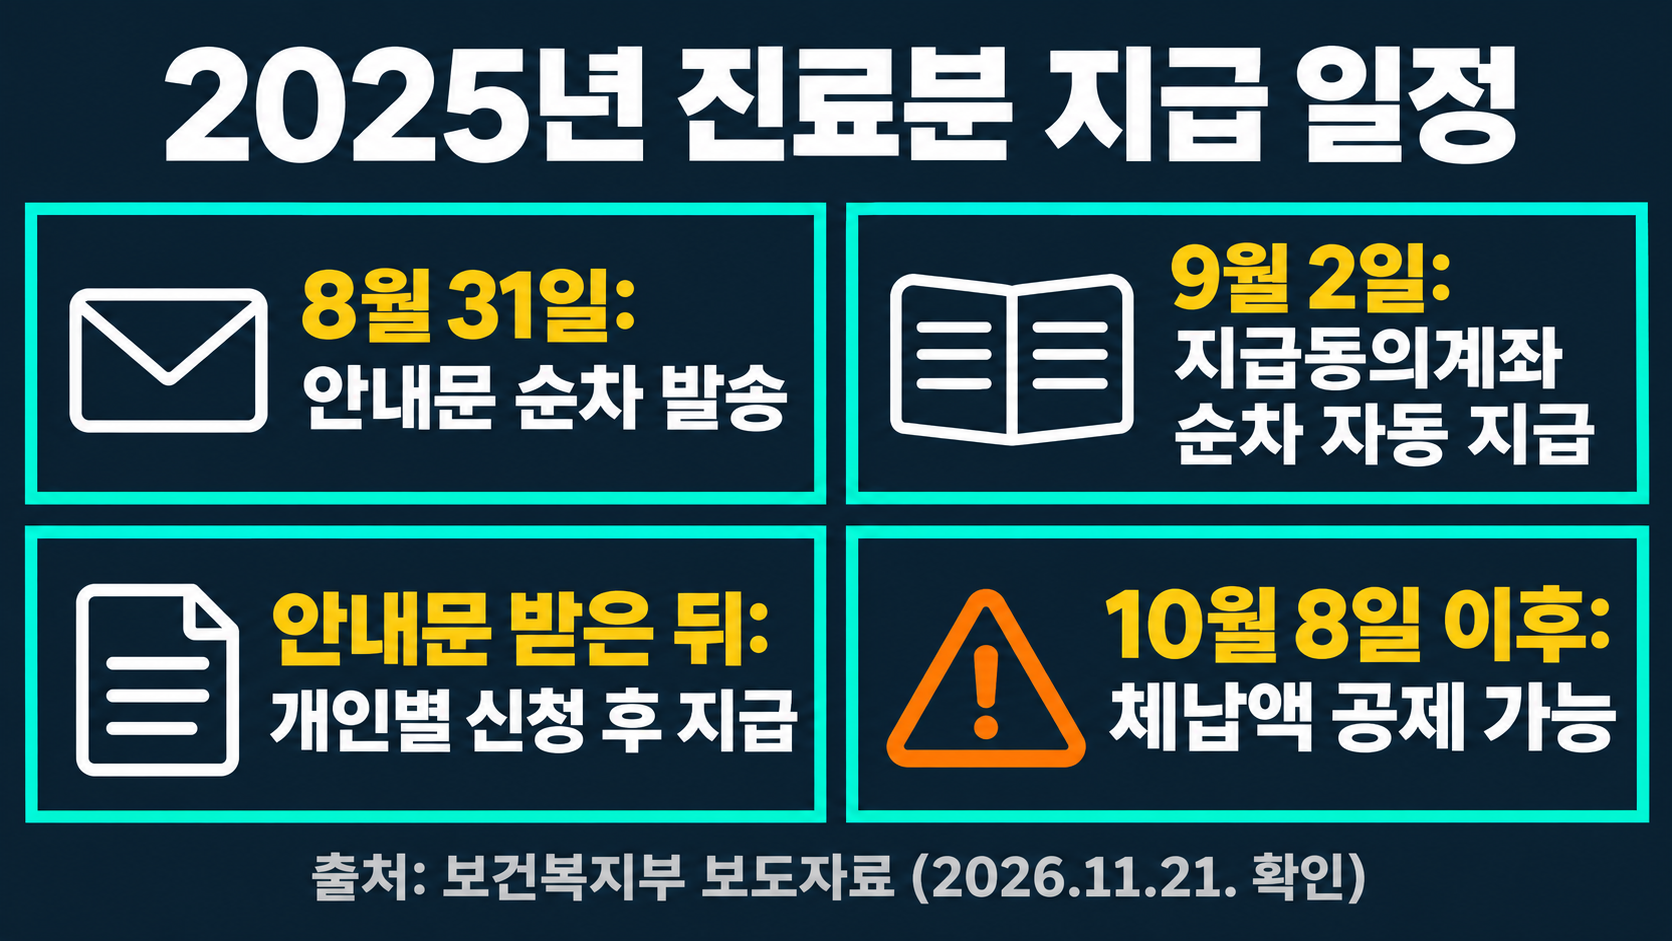 2025년 진료분 지급 일정
8월 31일:
안내문 순차 발송
9월 2일:
지급동의계좌
순차 자동 지급
안내문 받은 뒤:
개인별 신청 후 지급
10월 8일 이후:
체납액 공제 가능
출처: 보건복지부 보도자료 (2026.11.21. 확인)